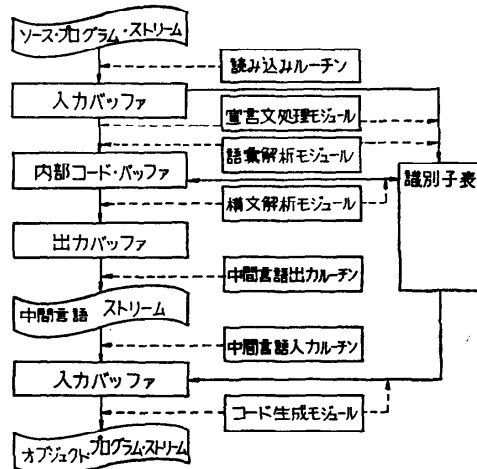 ソース・プログラム・ストリーム
読み込みルーチン
入力バッファ
宣言文処理モジュール
語彙解析モジュール
内部コード・バッファ
識別子表
構文解析モジュール
出力バッファ
中間言語出力ルーチン
中間言語 ストリーム
中間言語入力ルーチン
入力バッファ
コード生成モジュール
オブジェクトプログラム・ストリーム